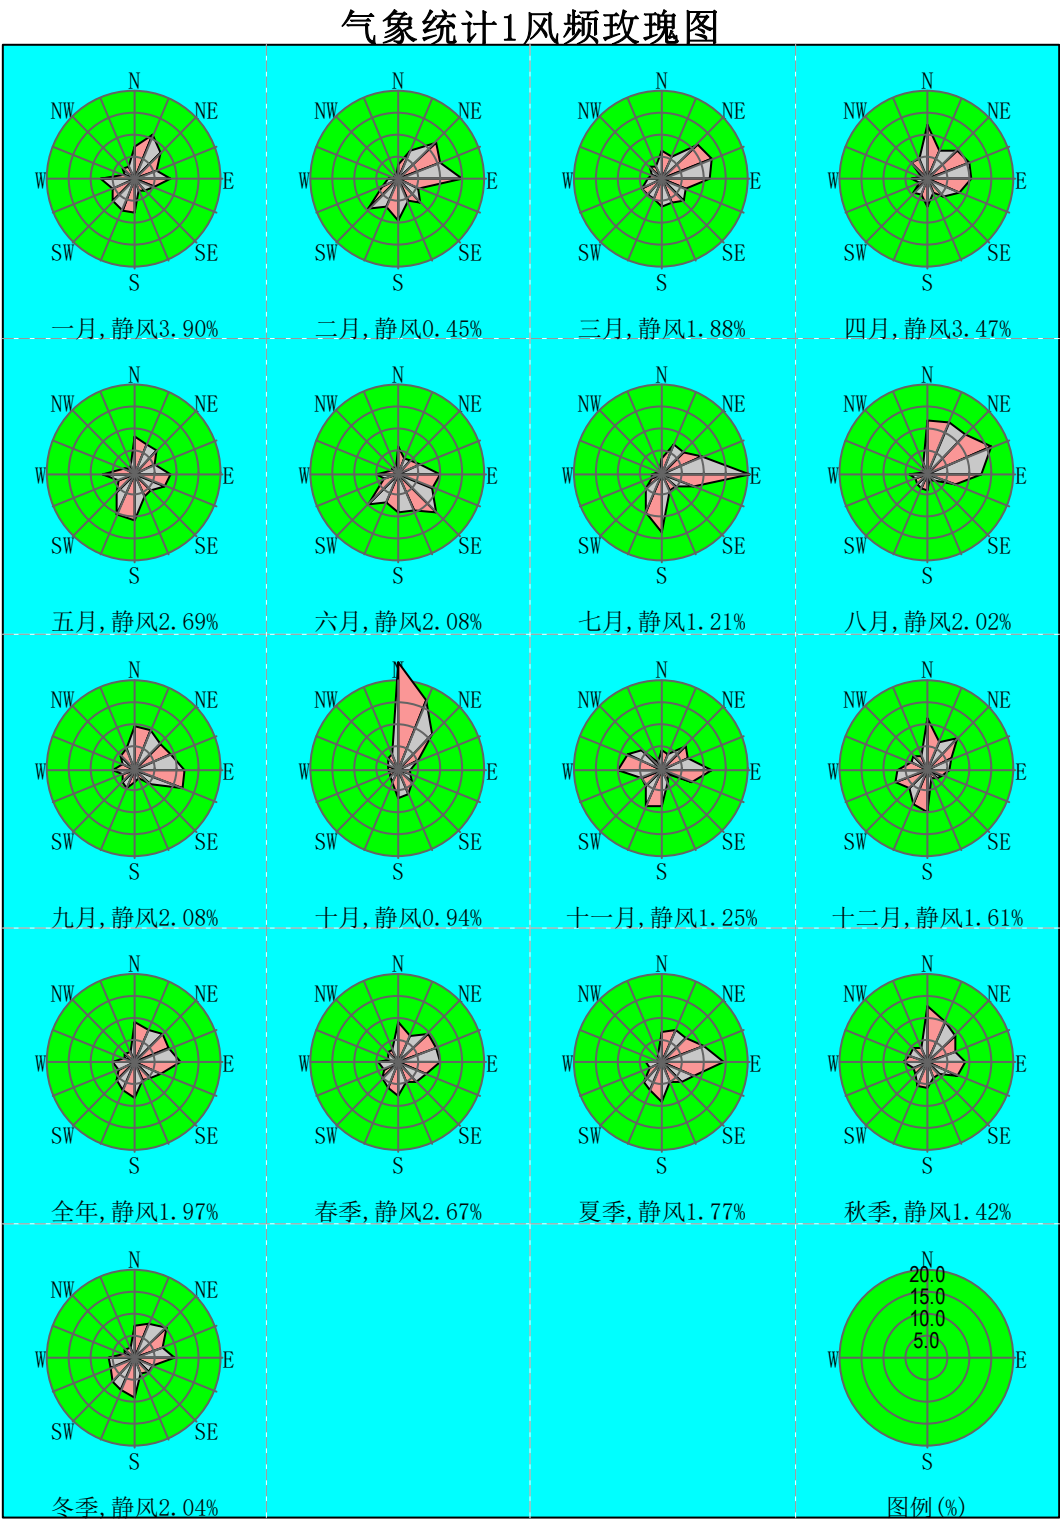 气象统计1风频玫瑰图
N N N N
NW NE NW NE NW NE NW NE
W E W E W E W E
SW SE SW SE SW SE SW SE
S S S S
一月,静风3.90% 二月,静风0.45% 三月,静风1.88% 四月,静风3.47%
N N N N
NW NE NW NE NW NE NW NE
W E W E W E W E
SW SE SW SE SW SE SW SE
S S S S
五月,静风2.69% 六月,静风2.08% 七月,静风1.21% 八月,静风2.02%
N N N N
NW NE NW NE NW NE NW NE
W E W E W E W E
SW SE SW SE SW SE SW SE
S S S S
九月,静风2.08% 十月,静风0.94% 十一月,静风1.25% 十二月,静风1.61%
N N N N
NW NE NW NE NW NE NW NE
W E W E W E W E
SW SE SW SE SW SE SW SE
S S S S
全年,静风1.97% 春季,静风2.67% 夏季,静风1.77% 秋季,静风1.42%
N N
20.0
NW NE 15.0
10.0
5.0
W E W E
SW SE
S S
冬季,静风2.04% 图例(%)